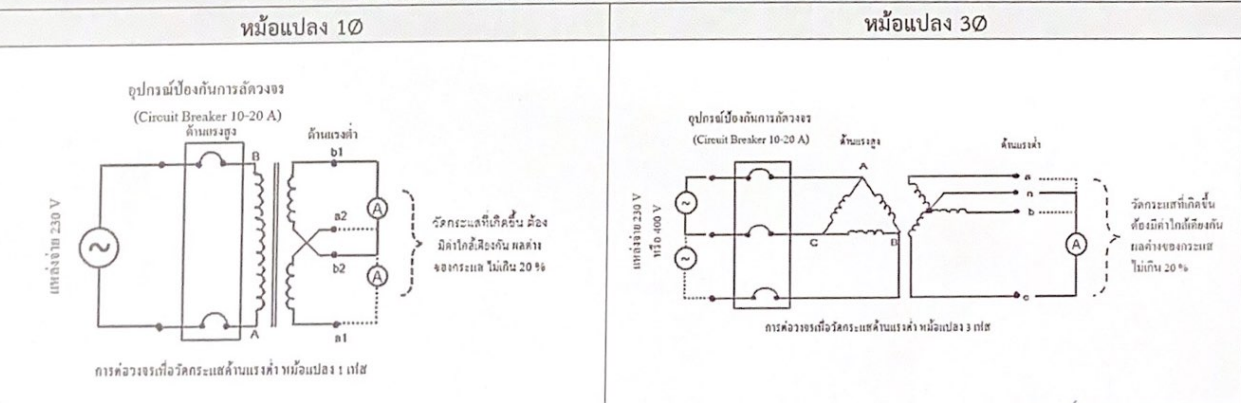 หม้อแปลง 1Ø
อุปกรณ์ป้องกันการลัดวงจร
(Circuit Breaker 10-20 A)
ด้านแรงสูง
ด้านแรงต่ำ
B
b1
A
a2
b2
A
a1
A
แหล่งจ่าย 230 V
วัดกระแสที่เกิดขึ้น ต้อง
มีค่าใกล้เคียงกัน ผลต่าง
ของกระแส ไม่เกิน 20 %
การต่อวงจรเพื่อวัดกระแสด้านแรงต่ำ หม้อแปลง 1 เฟส
หม้อแปลง 3Ø
อุปกรณ์ป้องกันการลัดวงจร
(Circuit Breaker 10-20 A)
ด้านแรงสูง
ด้านแรงต่ำ
A
C
B
a
n
b
A
c
แหล่งจ่าย 230 V
หรือ 400 V
วัดกระแสที่เกิดขึ้น
ต้องมีค่าใกล้เคียงกัน
ผลต่างของกระแส
ไม่เกิน 20 %
การต่อวงจรเพื่อวัดกระแสด้านแรงต่ำ หม้อแปลง 3 เฟส